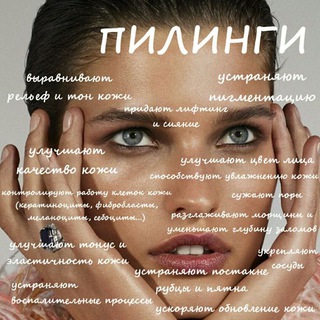 ПИЛИНГИ
выравнивают
рельеф и тон кожи
устраняют
пигментацию
придают лифтинг
и сияние
улучшают
качество кожи
улучшают цвет лица
способствуют увлажнению кожи
контролируют работу клеток кожи
(кератиноциты, фибробласты,
меланоциты, себоциты...)
сужают поры
разглаживают морщины и
уменьшают глубину заломов
улучшают тонус и
эластичность кожи
укрепляют
сосуды
устраняют постакне
рубцы и пятна
устраняют
воспалительные процессы
ускоряют обновление кожи